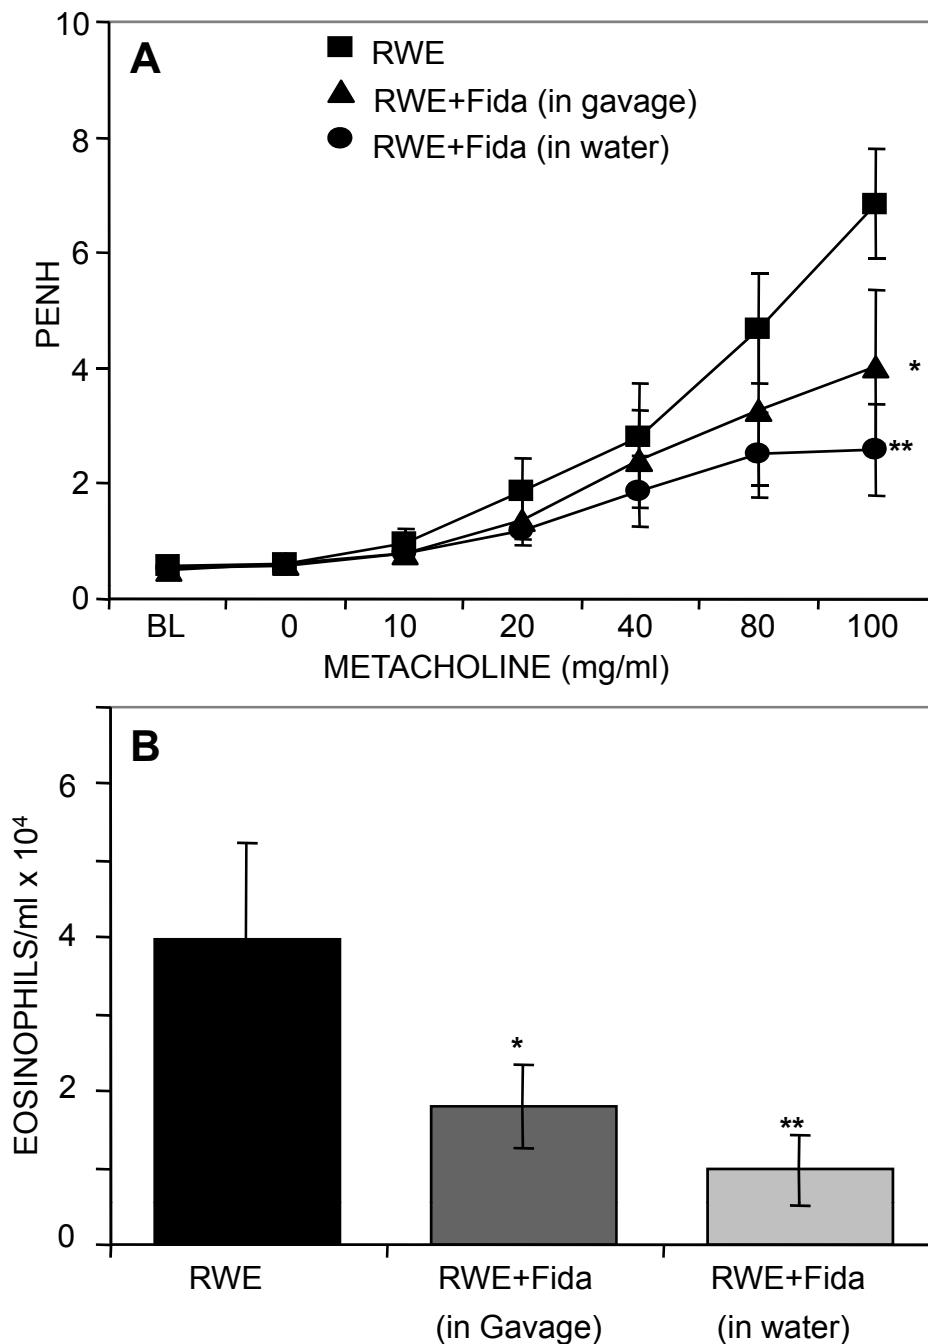 10
A
RWE
RWE+Fida (in gavage)
8
RWE+Fida (in water)
6
PENH
4
*
**
2
0
BL 0 10 20 40 80 100
METACHOLINE (mg/ml)
B
6
EOSINOPHILS/ml x 10⁴
4
*
2
**
0
RWE RWE+Fida RWE+Fida
(in Gavage) (in water)